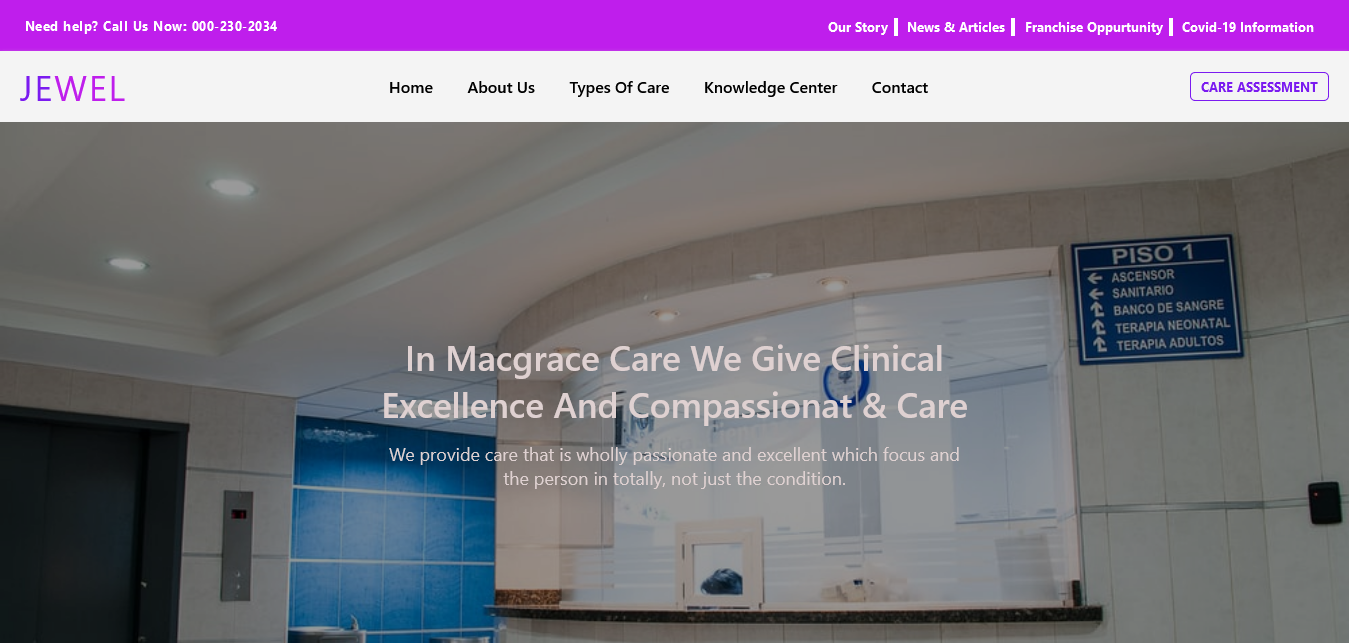 Need help? Call Us Now: 000-230-2034
Our Story
News & Articles
Franchise Oppurtunity
Covid-19 Information
JEWEL
Home
About Us
Types Of Care
Knowledge Center
Contact
CARE ASSESSMENT
PISO 1
ASCENSOR
SANITARIO
BANCO DE SANGRE
TERAPIA NEONATAL
TERAPIA ADULTOS
In Macgrace Care We Give Clinical
Excellence And Compassionat & Care
We provide care that is wholly passionate and excellent which focus and
the person in totally, not just the condition.